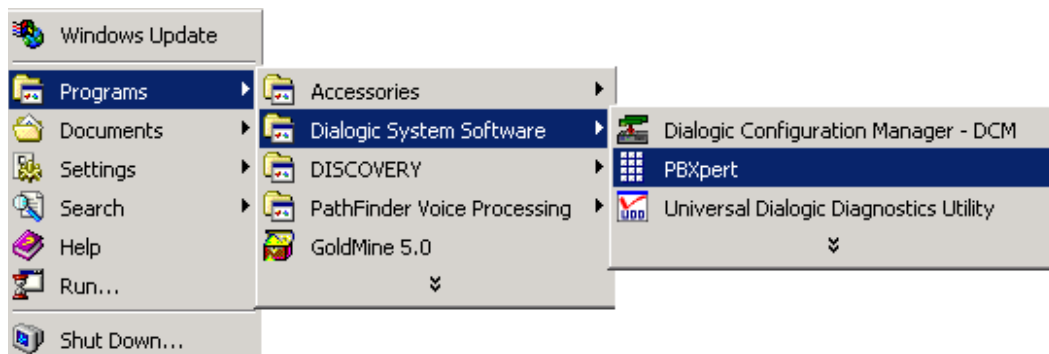 Windows Update
Programs
Documents
Settings
Search
Help
Run...
Shut Down...
Accessories
Dialogic System Software
DISCOVERY
PathFinder Voice Processing
GoldMine 5.0
Dialogic Configuration Manager - DCM
PBXpert
UDD
Universal Dialogic Diagnostics Utility